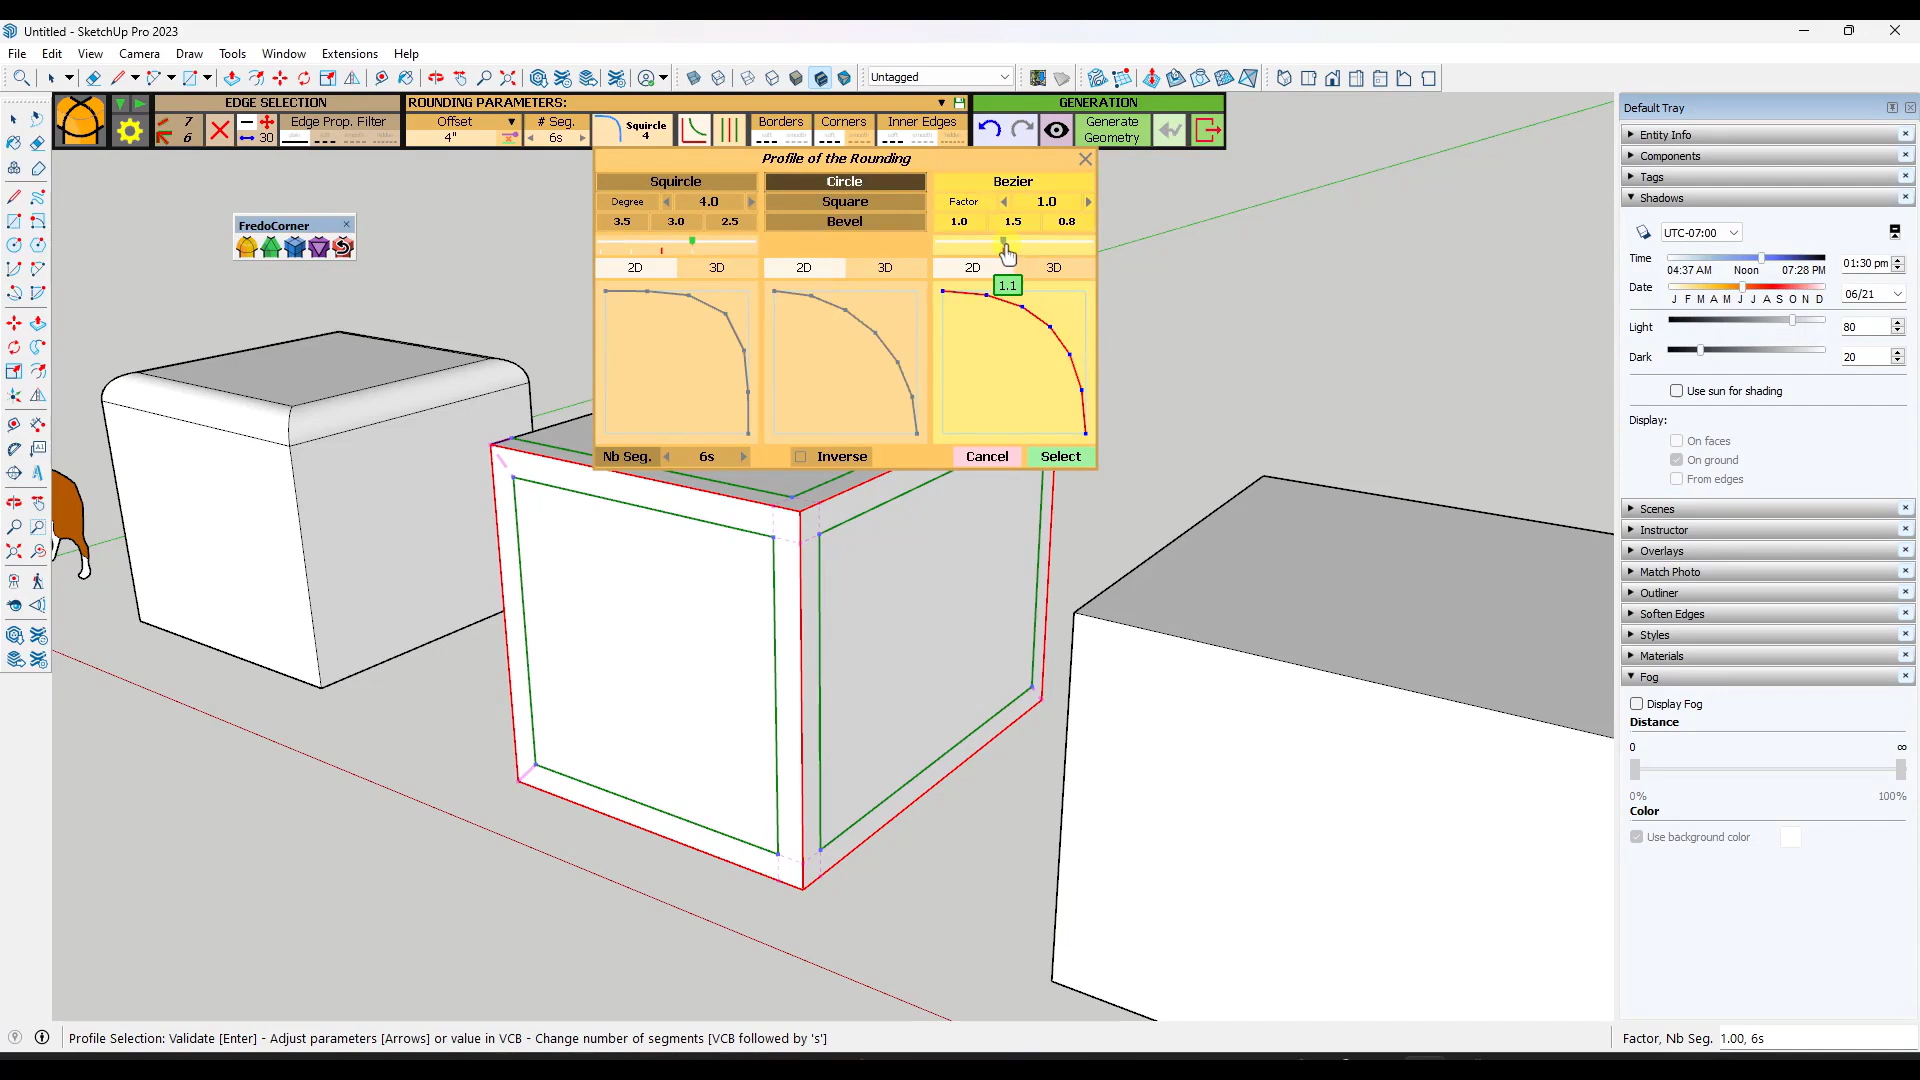 Untitled - SketchUp Pro 2023
File Edit View Camera Draw Tools Window Extensions Help
Untagged
EDGE SELECTION
ROUNDING PARAMETERS:
GENERATION
7
6
30
Edge Prop. Filter
Offset
4"
# Seg.
6s
Squircle
4
Borders
Corners
Inner Edges
Generate
Geometry
Profile of the Rounding
Squircle
Circle
Bezier
Degree 4.0
Square
Factor 1.0
3.5 3.0 2.5
Bevel
1.0 1.5 0.8
2D 3D
2D 3D
2D 3D
1.1
Nb Seg. 6s
Inverse
Cancel Select
FredoCorner
Default Tray
Entity Info
Components
Tags
Shadows
UTC-07:00
Time
04:37 AM Noon 07:28 PM
01:30 pm
Date
J F M A M J J A S O N D
06/21
Light 80
Dark 20
Use sun for shading
Display:
On faces
On ground
From edges
Scenes
Instructor
Overlays
Match Photo
Outliner
Soften Edges
Styles
Materials
Fog
Display Fog
Distance
0 ∞
0% 100%
Color
Use background color
Profile Selection: Validate [Enter] - Adjust parameters [Arrows] or value in VCB - Change number of segments [VCB followed by 's']
Factor, Nb Seg. 1.00, 6s